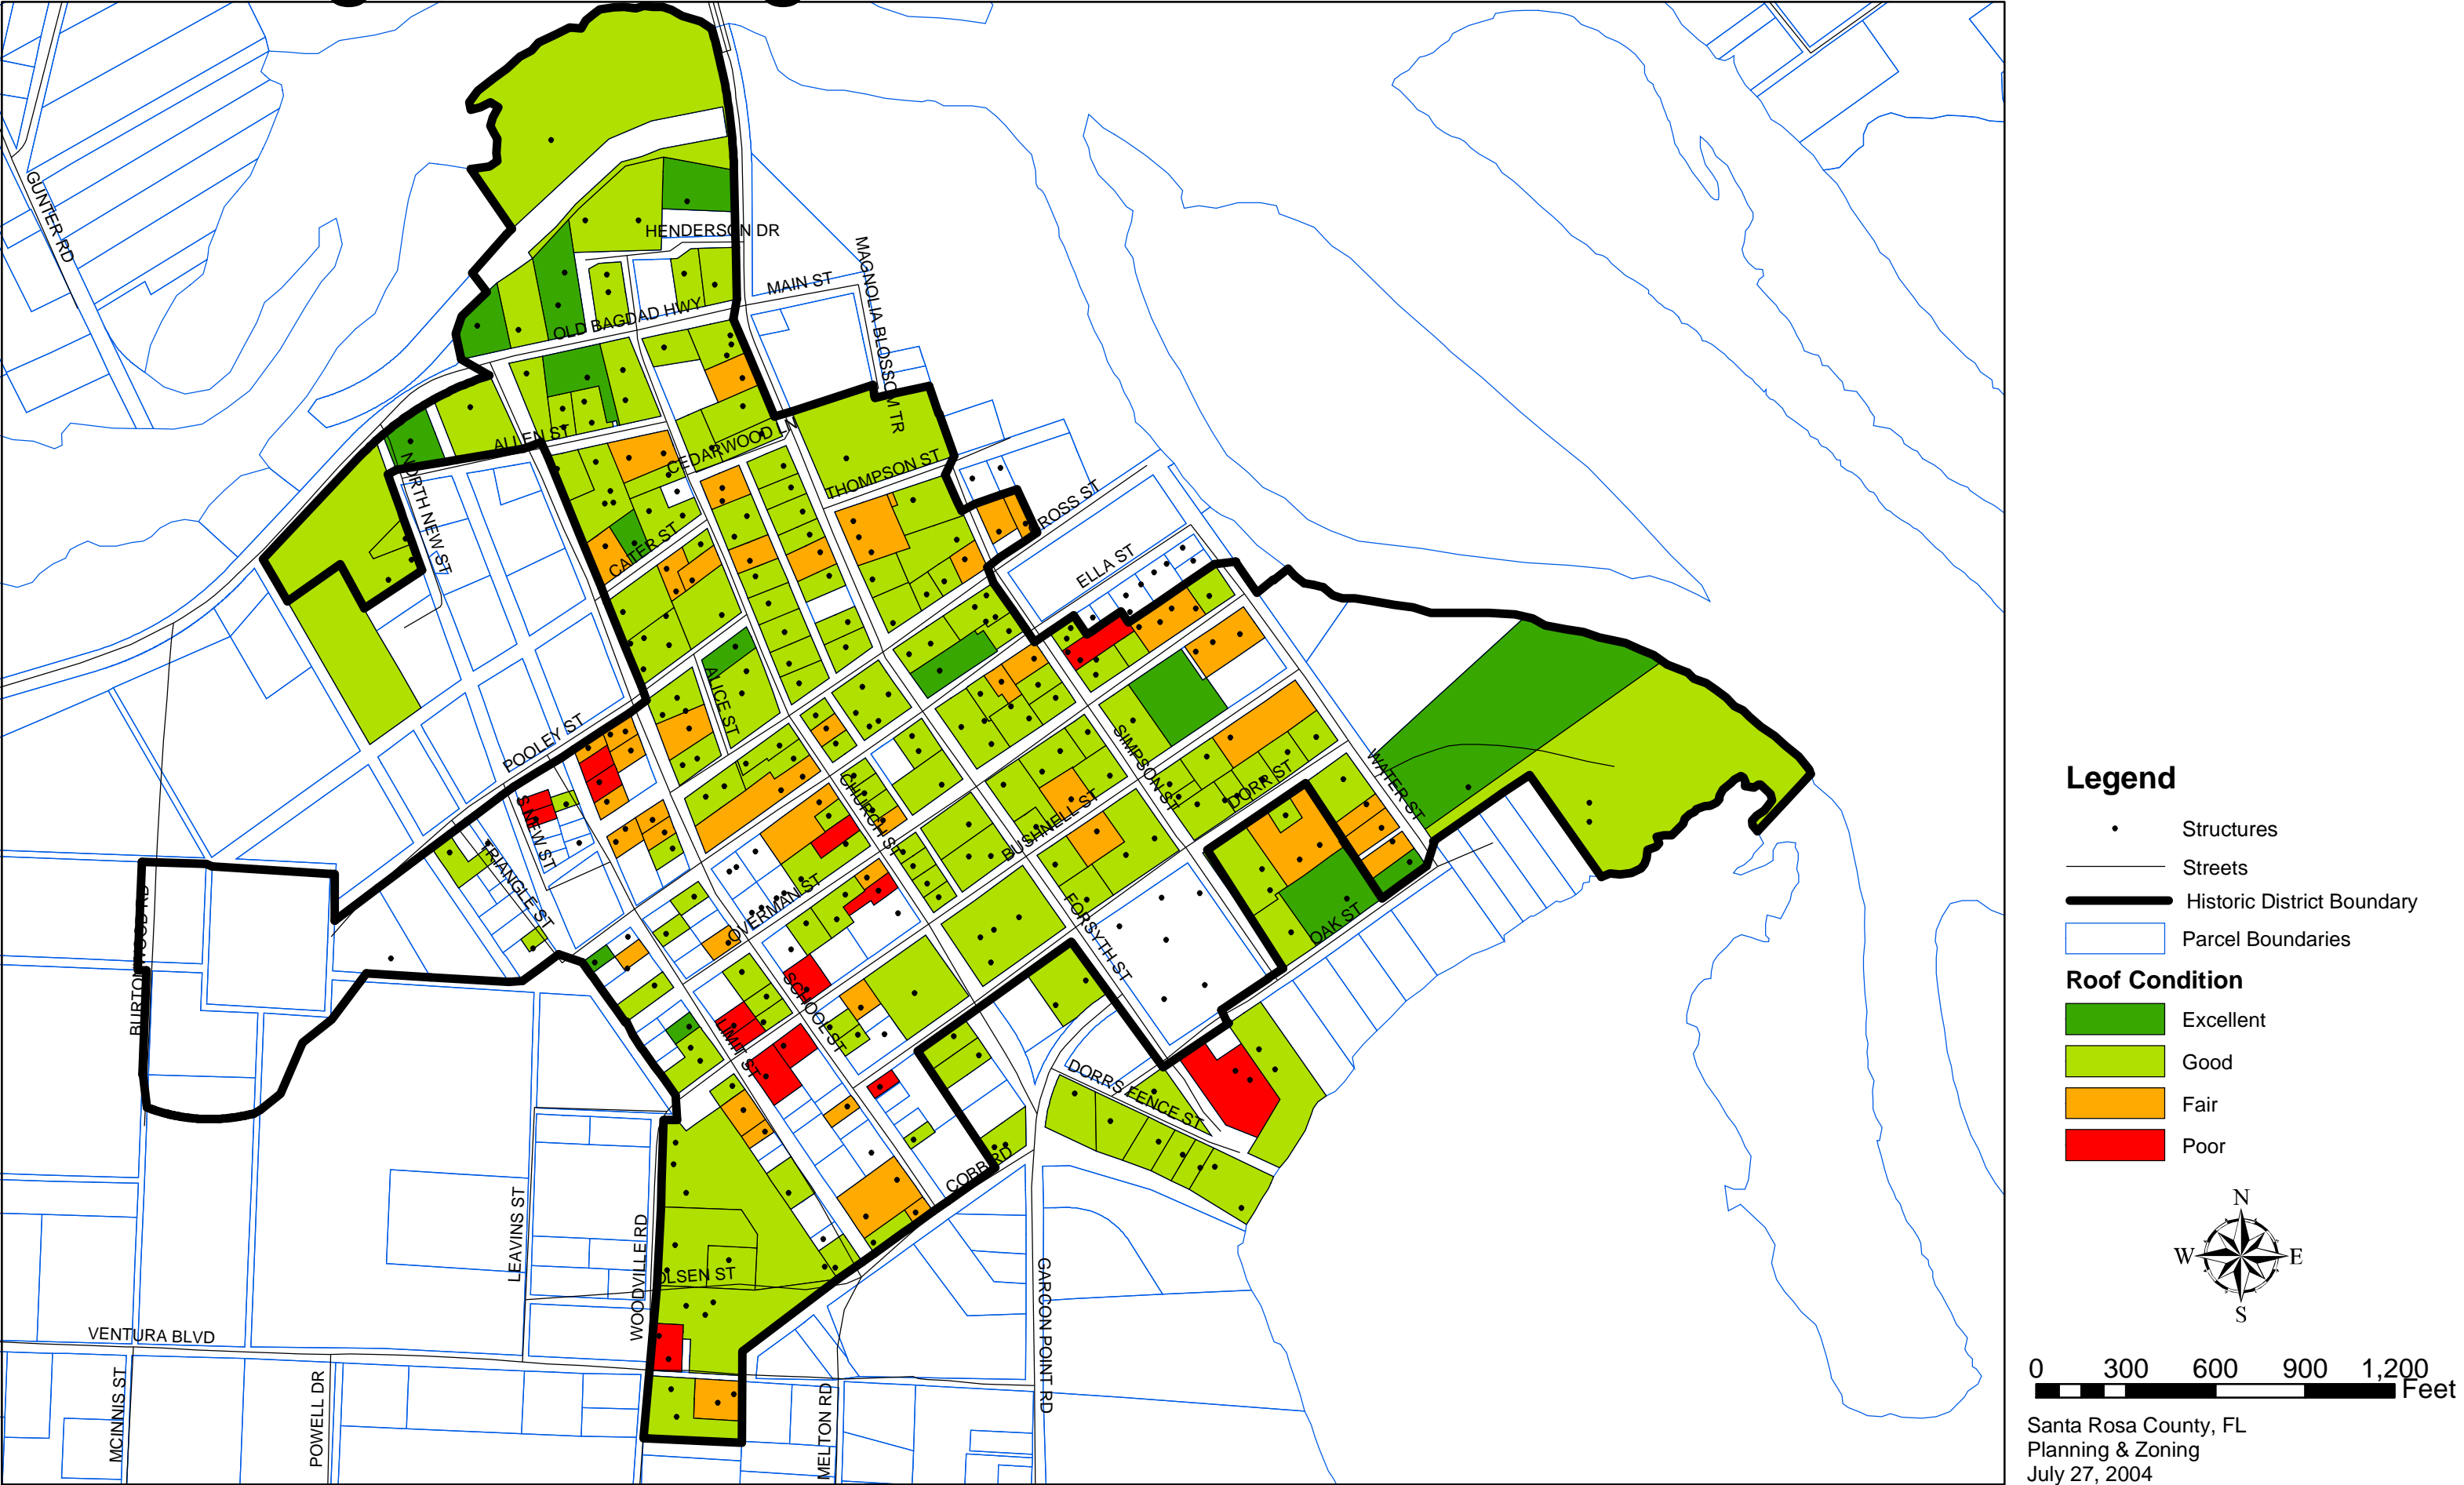 GUNTER RD
HENDERSON DR
MAIN ST
MAGNOLIA BLOSSOM TR
OLD BAGDAD HWY
ALLEN ST
CEDARWOOD LN
NORTH NEW ST
THOMPSON ST
CROSS ST
CATER ST
ELLA ST
ALICE ST
POOLEY ST
SIMPSON ST
WATER ST
DORR ST
CHURCH ST
BUSHNELL ST
S NEW ST
TRIANGLE ST
OVERMAN ST
FORSYTH ST
OAK ST
BURTONWOOD RD
SCHOOL ST
LIMIT ST
DORRS FENCE ST
COBB RD
LEAVINS ST
WOODVILLE RD
OLSEN ST
GARCON POINT RD
VENTURA BLVD
MCINNIS ST
POWELL DR
MELTON RD
Legend
Structures
Streets
Historic District Boundary
Parcel Boundaries
Roof Condition
Excellent
Good
Fair
Poor
N
W E
S
0 300 600 900 1,200
Feet
Santa Rosa County, FL
Planning & Zoning
July 27, 2004